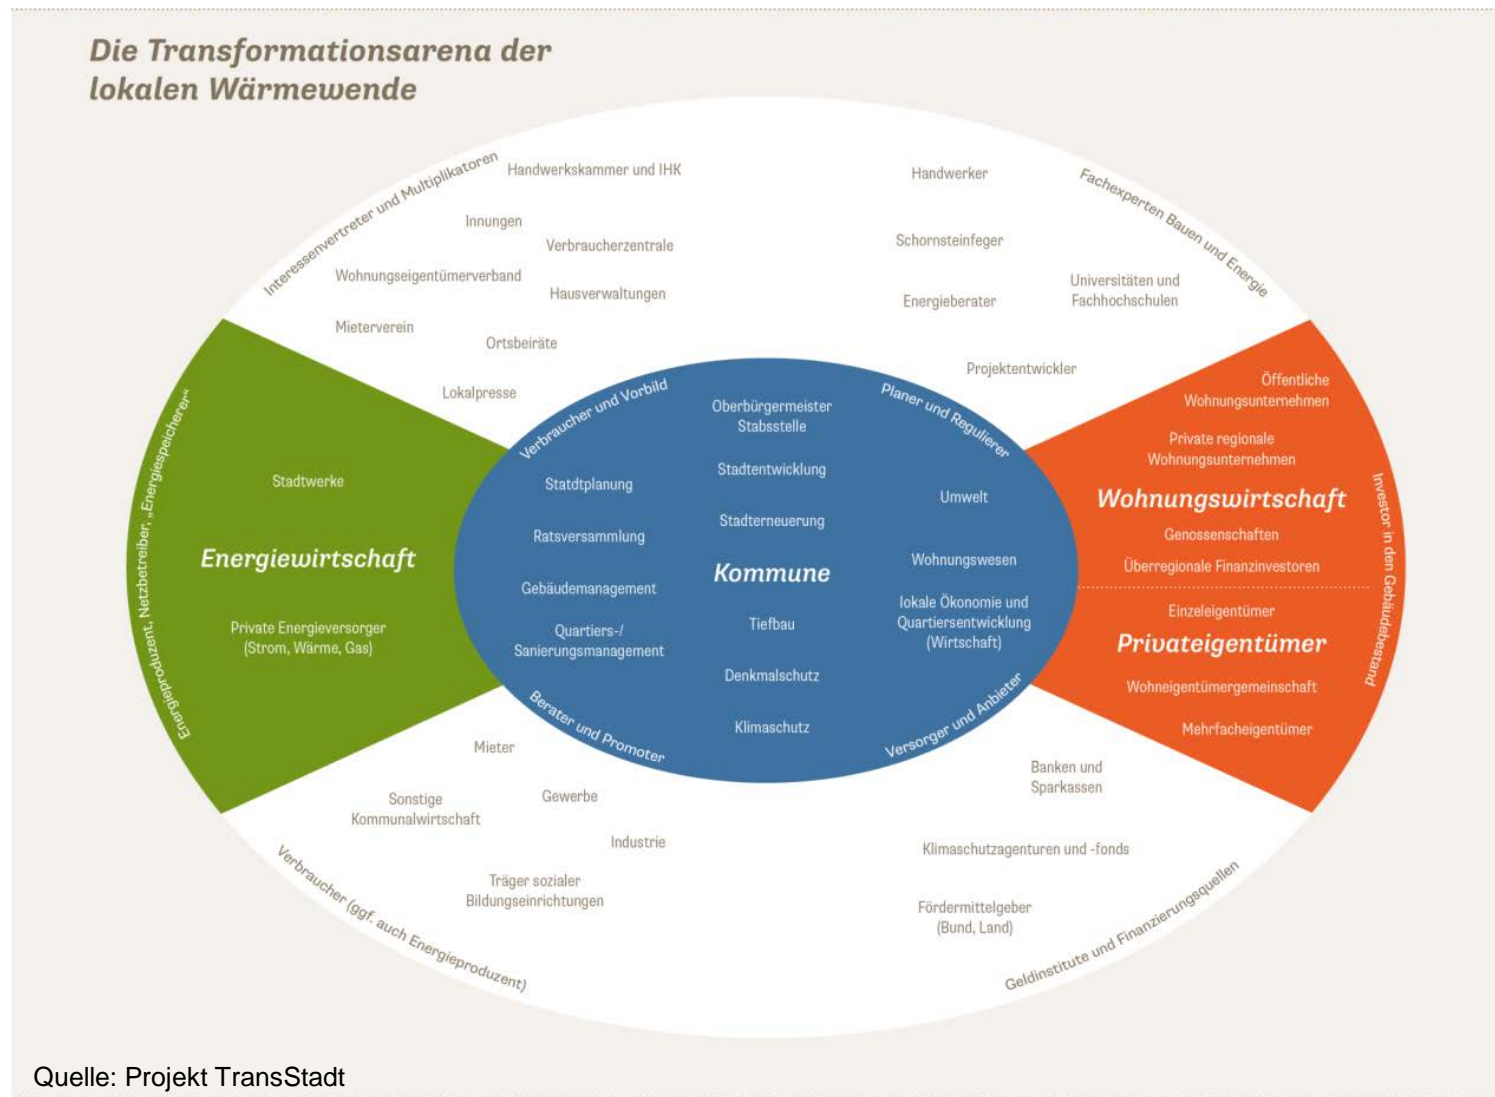 Die Transformationsarena der
lokalen Wärmewende
Interessenvertreter und Multiplikatoren
Handwerkskammer und IHK
Innungen
Verbraucherzentrale
Wohnungseigentümerverband
Hausverwaltungen
Mieterverein
Ortsbeiräte
Lokalpresse
Fachexperten Bauen und Energie
Handwerker
Schornsteinfeger
Universitäten und
Fachhochschulen
Energieberater
Projektentwickler
Energieproduzent, Netzbetreiber, „Energiespeicherer“
Stadtwerke
Energiewirtschaft
Private Energieversorger
(Strom, Wärme, Gas)
Verbraucher und Vorbild
Planer und Regulierer
Oberbürgermeister
Stabsstelle
Statdtplanung
Stadtentwicklung
Umwelt
Ratsversammlung
Stadterneuerung
Wohnungswesen
Kommune
Gebäudemanagement
lokale Ökonomie und
Quartiersentwicklung
(Wirtschaft)
Tiefbau
Quartiers-/
Sanierungsmanagement
Denkmalschutz
Klimaschutz
Berater und Promoter
Versorger und Anbieter
Öffentliche
Wohnungsunternehmen
Private regionale
Wohnungsunternehmen
Wohnungswirtschaft
Genossenschaften
Überregionale Finanzinvestoren
Einzeleigentümer
Privateigentümer
Wohneigentümergemeinschaft
Mehrfacheigentümer
Investor in den Gebäudebestand
Mieter
Sonstige
Kommunalwirtschaft
Gewerbe
Industrie
Träger sozialer
Bildungseinrichtungen
Verbraucher (ggf. auch Energieproduzent)
Banken und
Sparkassen
Klimaschutzagenturen und -fonds
Fördermittelgeber
(Bund, Land)
Geldinstitute und Finanzierungsquellen
Quelle: Projekt TransStadt